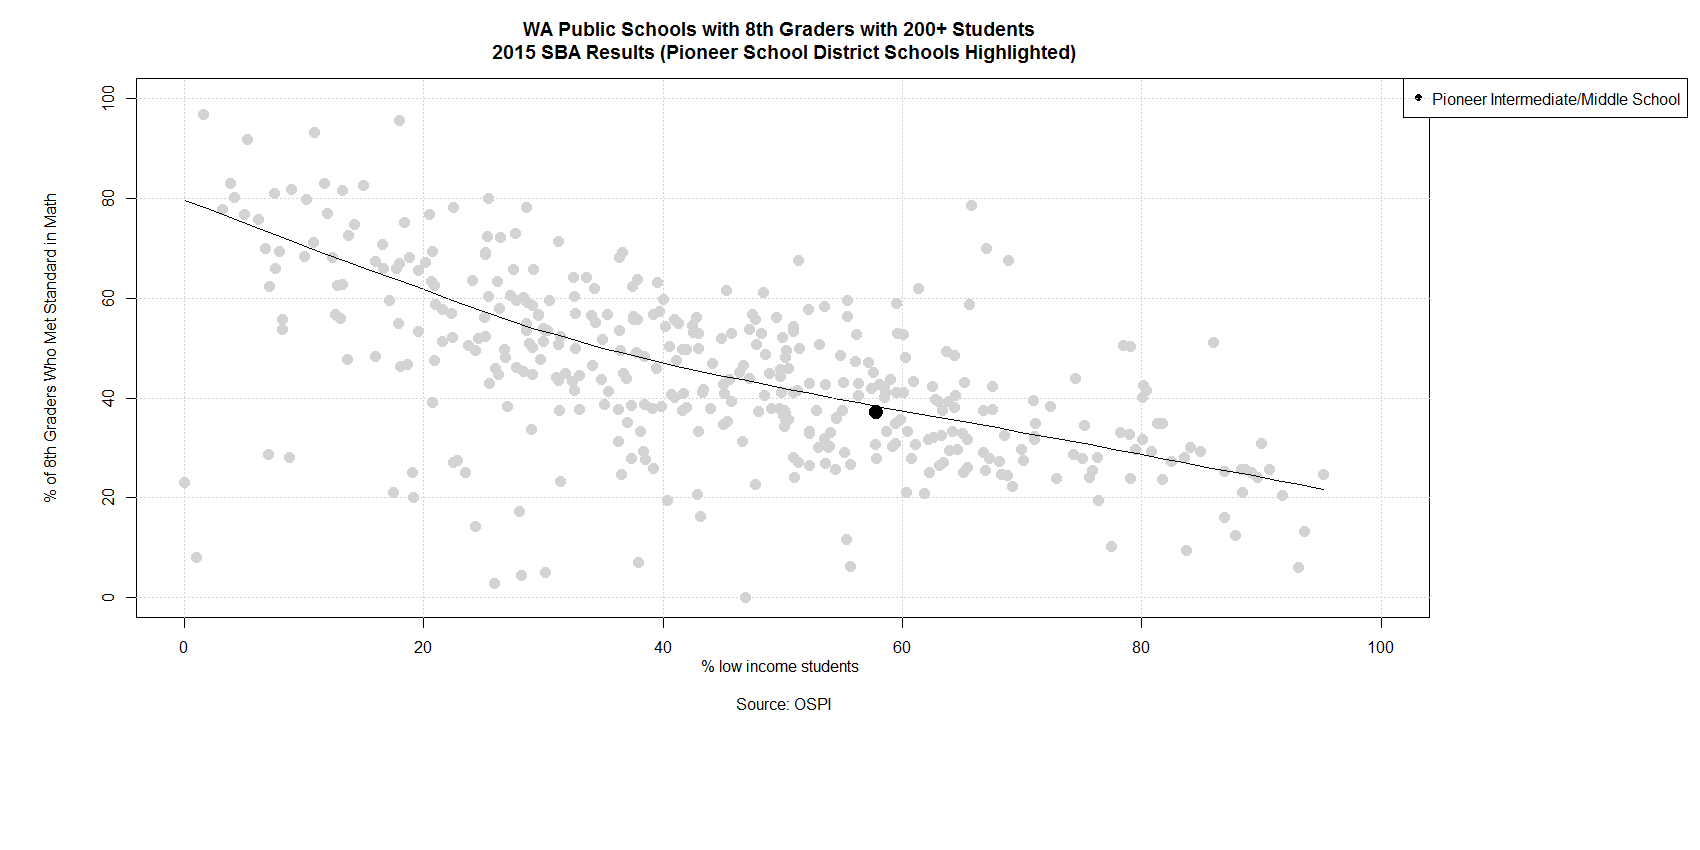 WA Public Schools with 8th Graders with 200+ Students
2015 SBA Results (Pioneer School District Schools Highlighted)
Pioneer Intermediate/Middle School
% of 8th Graders Who Met Standard in Math
100
80
60
40
20
0
0 20 40 60 80 100
% low income students
Source: OSPI